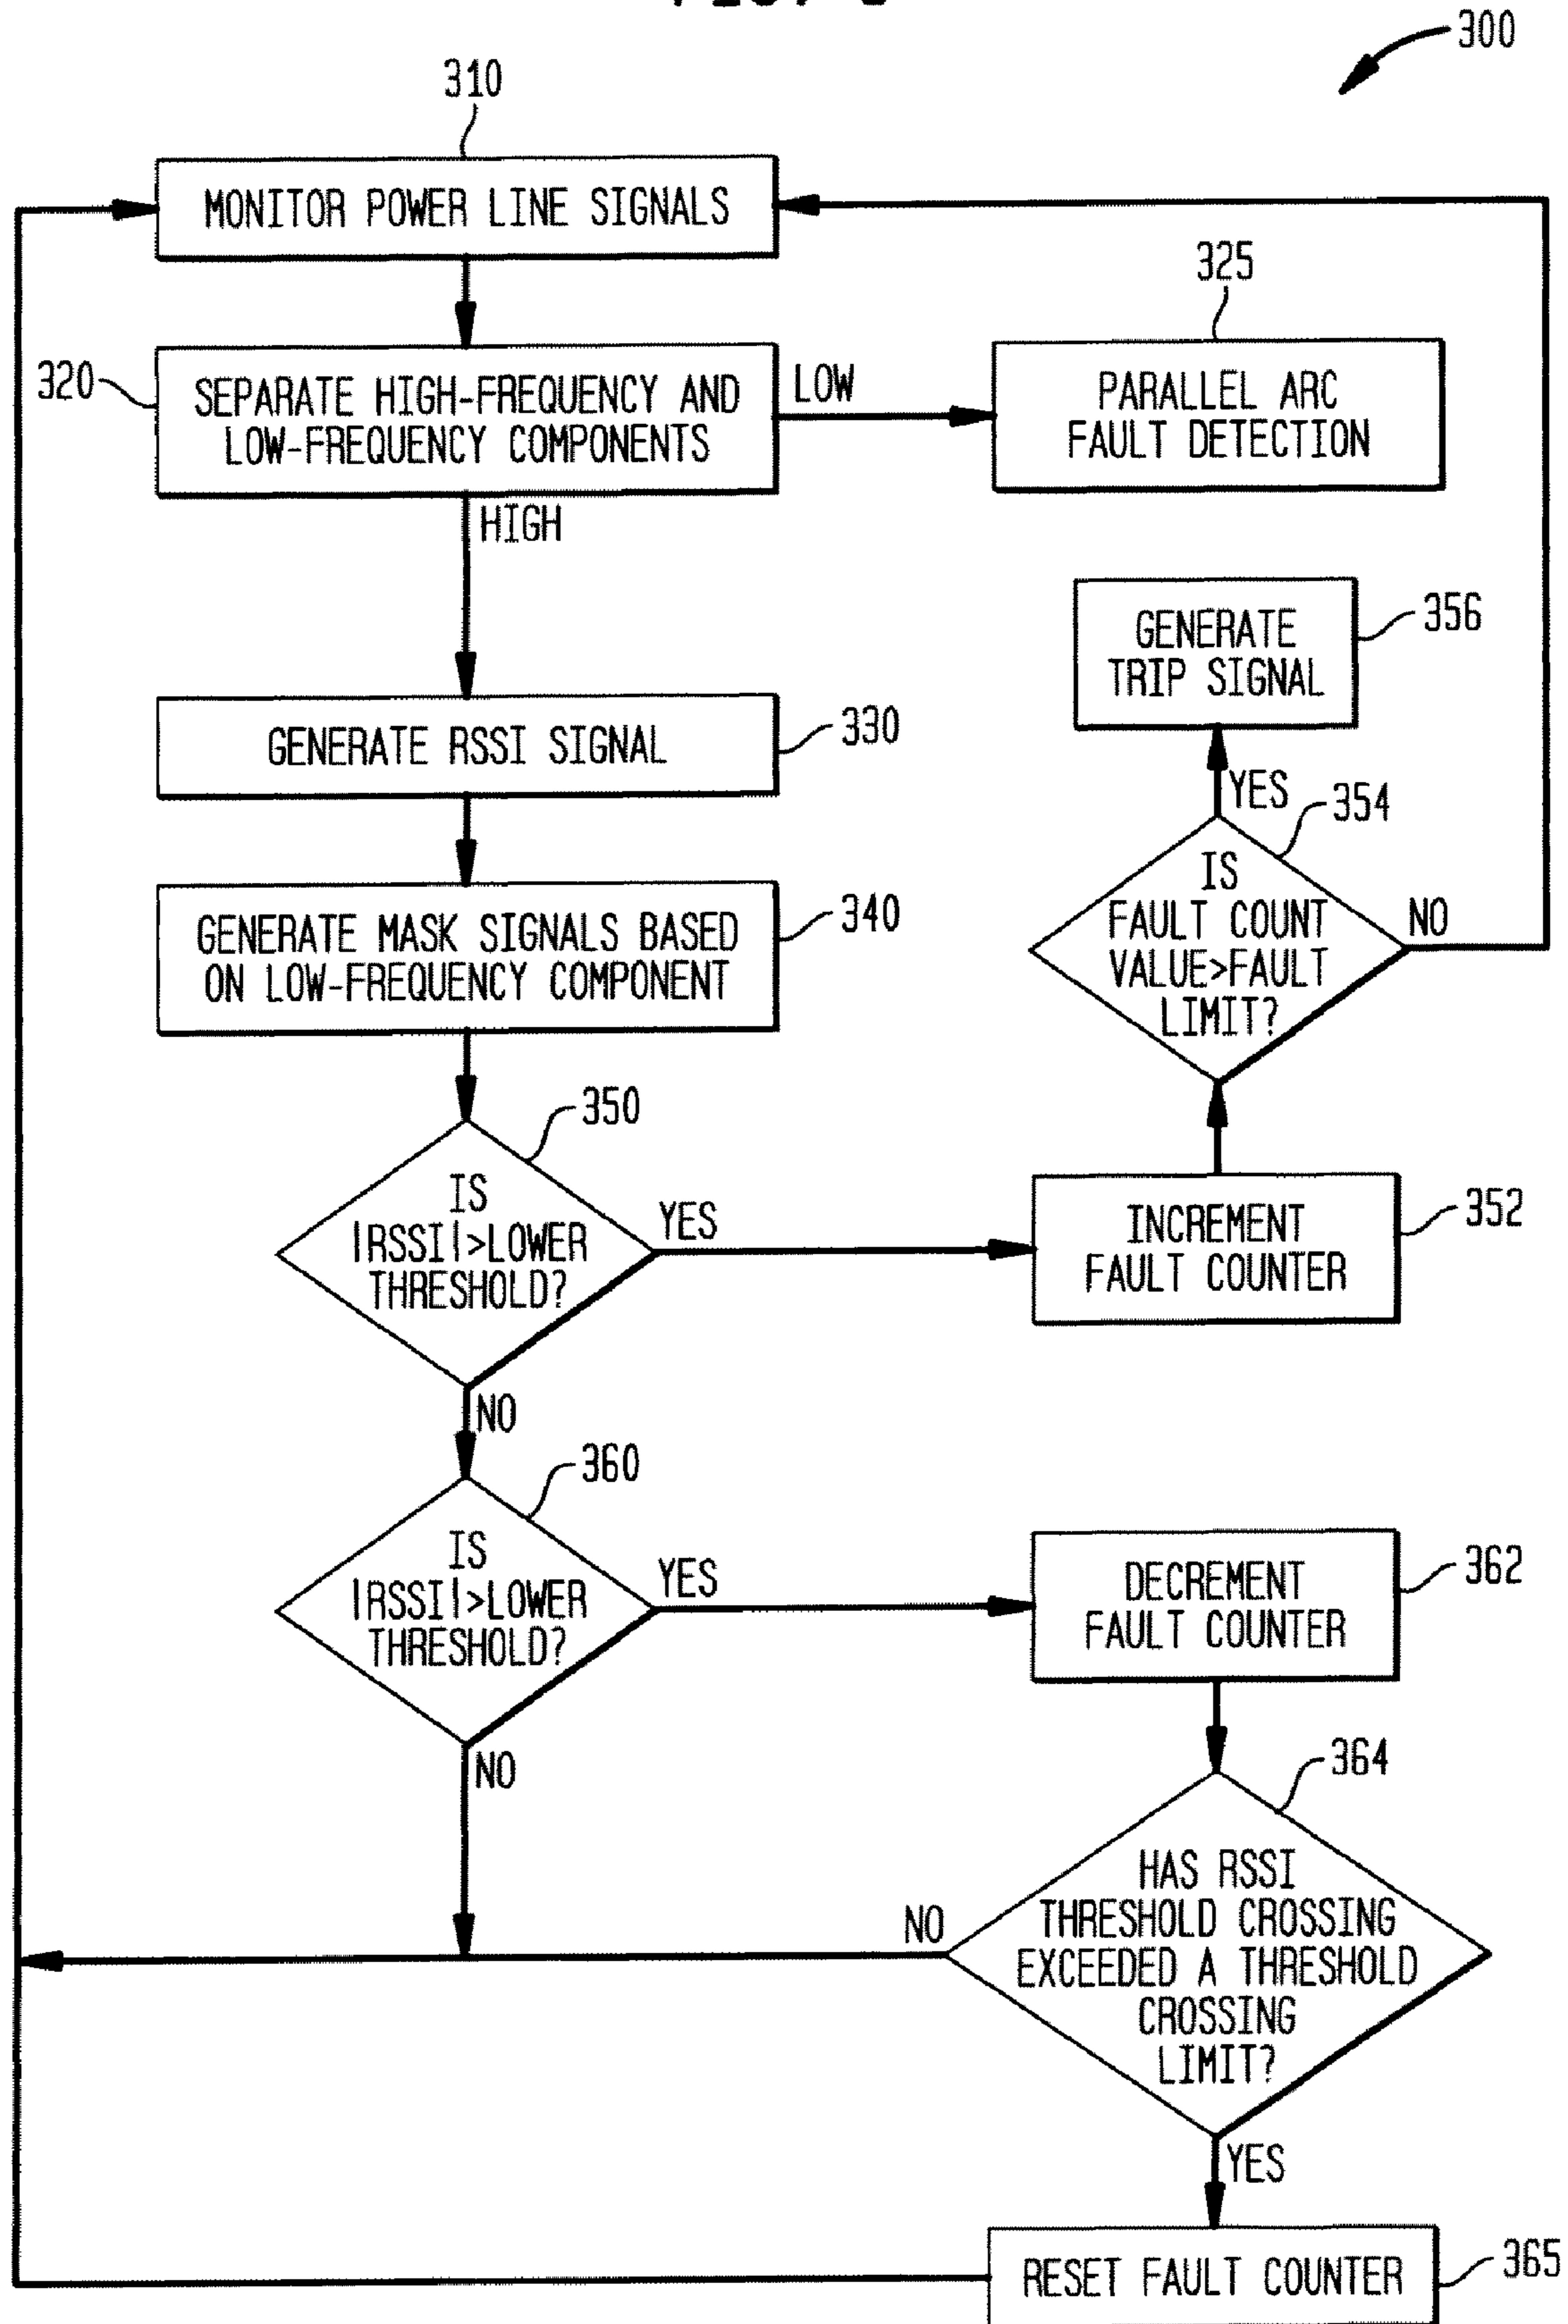 300
310
MONITOR POWER LINE SIGNALS
325
320
SEPARATE HIGH-FREQUENCY AND
LOW-FREQUENCY COMPONENTS
LOW
PARALLEL ARC
FAULT DETECTION
HIGH
GENERATE
TRIP SIGNAL
356
GENERATE RSSI SIGNAL
330
YES
354
GENERATE MASK SIGNALS BASED
ON LOW-FREQUENCY COMPONENT
340
IS
FAULT COUNT
VALUE>FAULT
LIMIT?
NO
350
IS
|RSSI|>LOWER
THRESHOLD?
YES
INCREMENT
FAULT COUNTER
352
NO
360
IS
|RSSI|>LOWER
THRESHOLD?
YES
DECREMENT
FAULT COUNTER
362
NO
364
HAS RSSI
THRESHOLD CROSSING
EXCEEDED A THRESHOLD
CROSSING
LIMIT?
NO
YES
RESET FAULT COUNTER
365